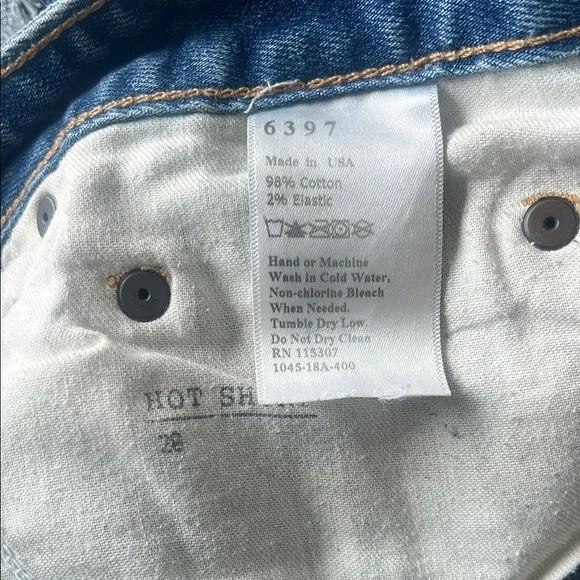 6397
Made in USA
98% Cotton
2% Elastic
Hand or Machine
Wash in Cold Water,
Non-chlorine Bleach
When Needed.
Tumble Dry Low.
Do Not Dry Clean
RN 115307
1045-18A-400
HOT
28